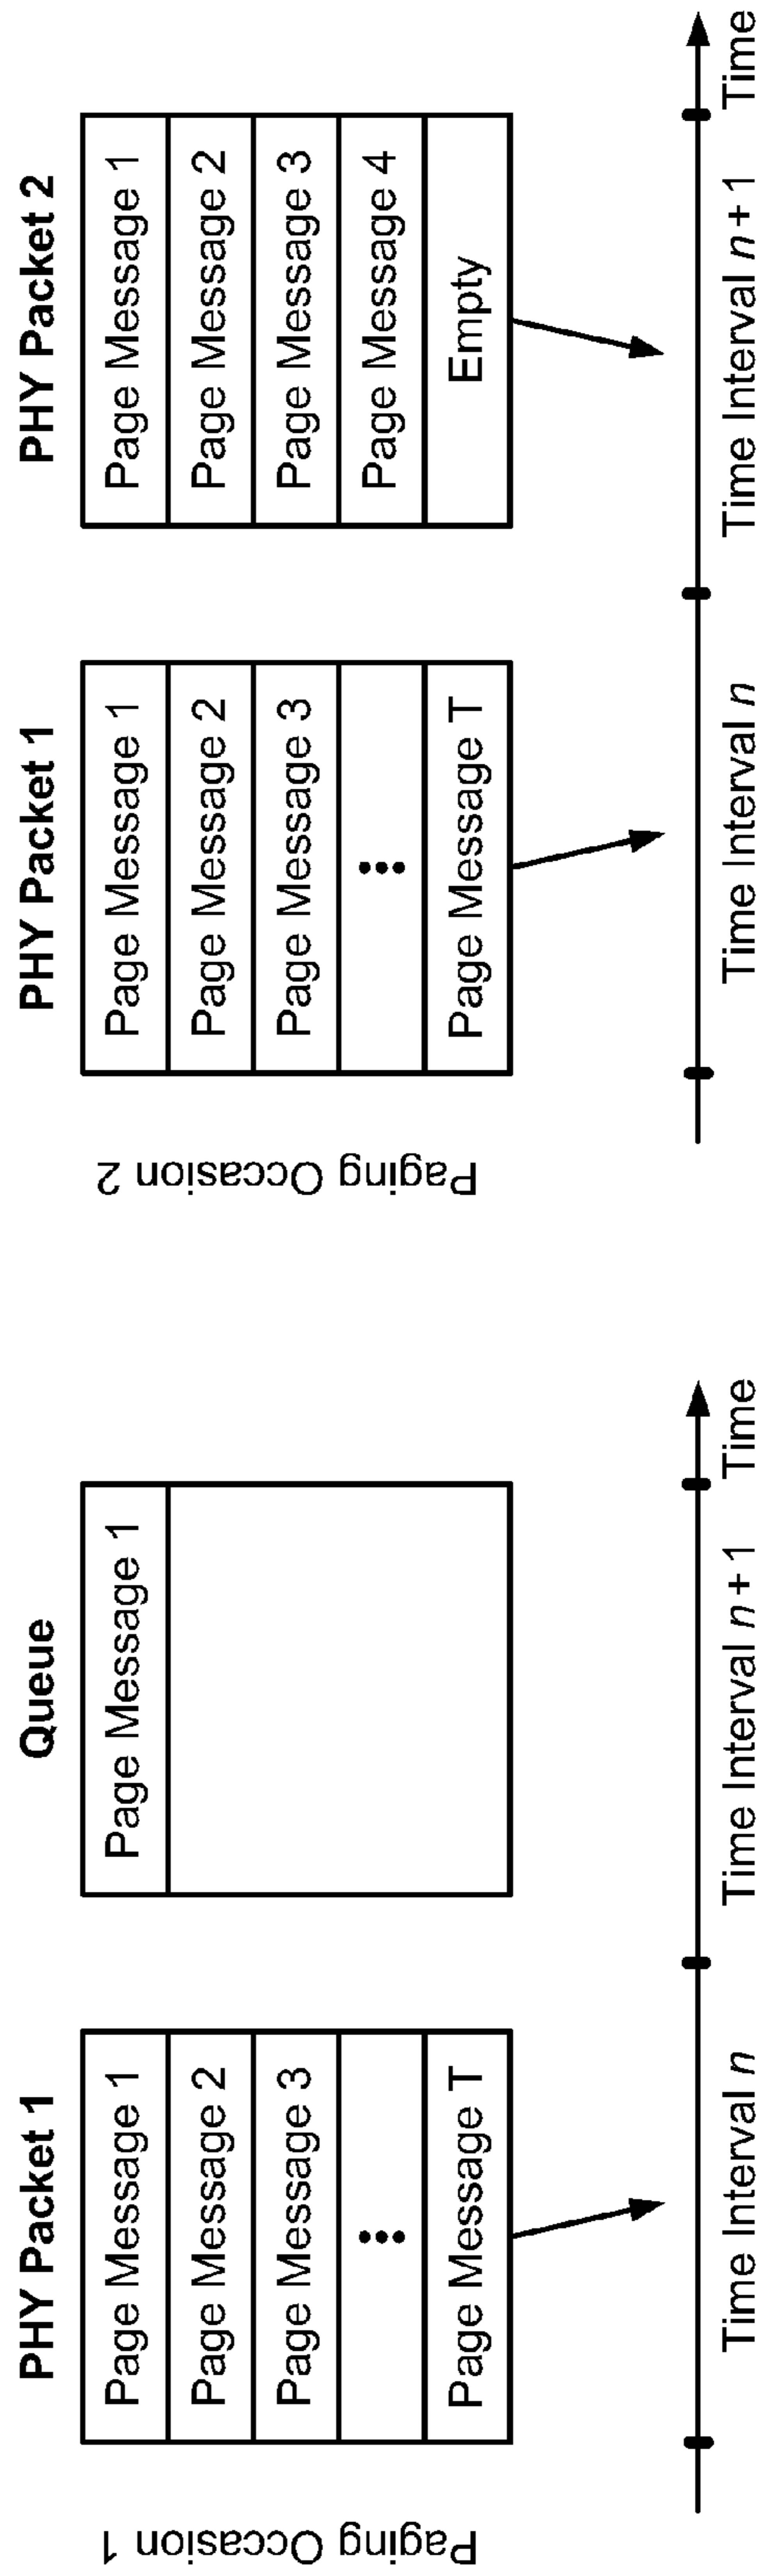 Paging Occasion 1
PHY Packet 1
Page Message 1
Page Message 2
Page Message 3
•••
Page Message T
Queue
Page Message 1
Time Interval n
Time Interval n + 1
Time
Paging Occasion 2
PHY Packet 1
Page Message 1
Page Message 2
Page Message 3
•••
Page Message T
PHY Packet 2
Page Message 1
Page Message 2
Page Message 3
Page Message 4
Empty
Time Interval n
Time Interval n + 1
Time